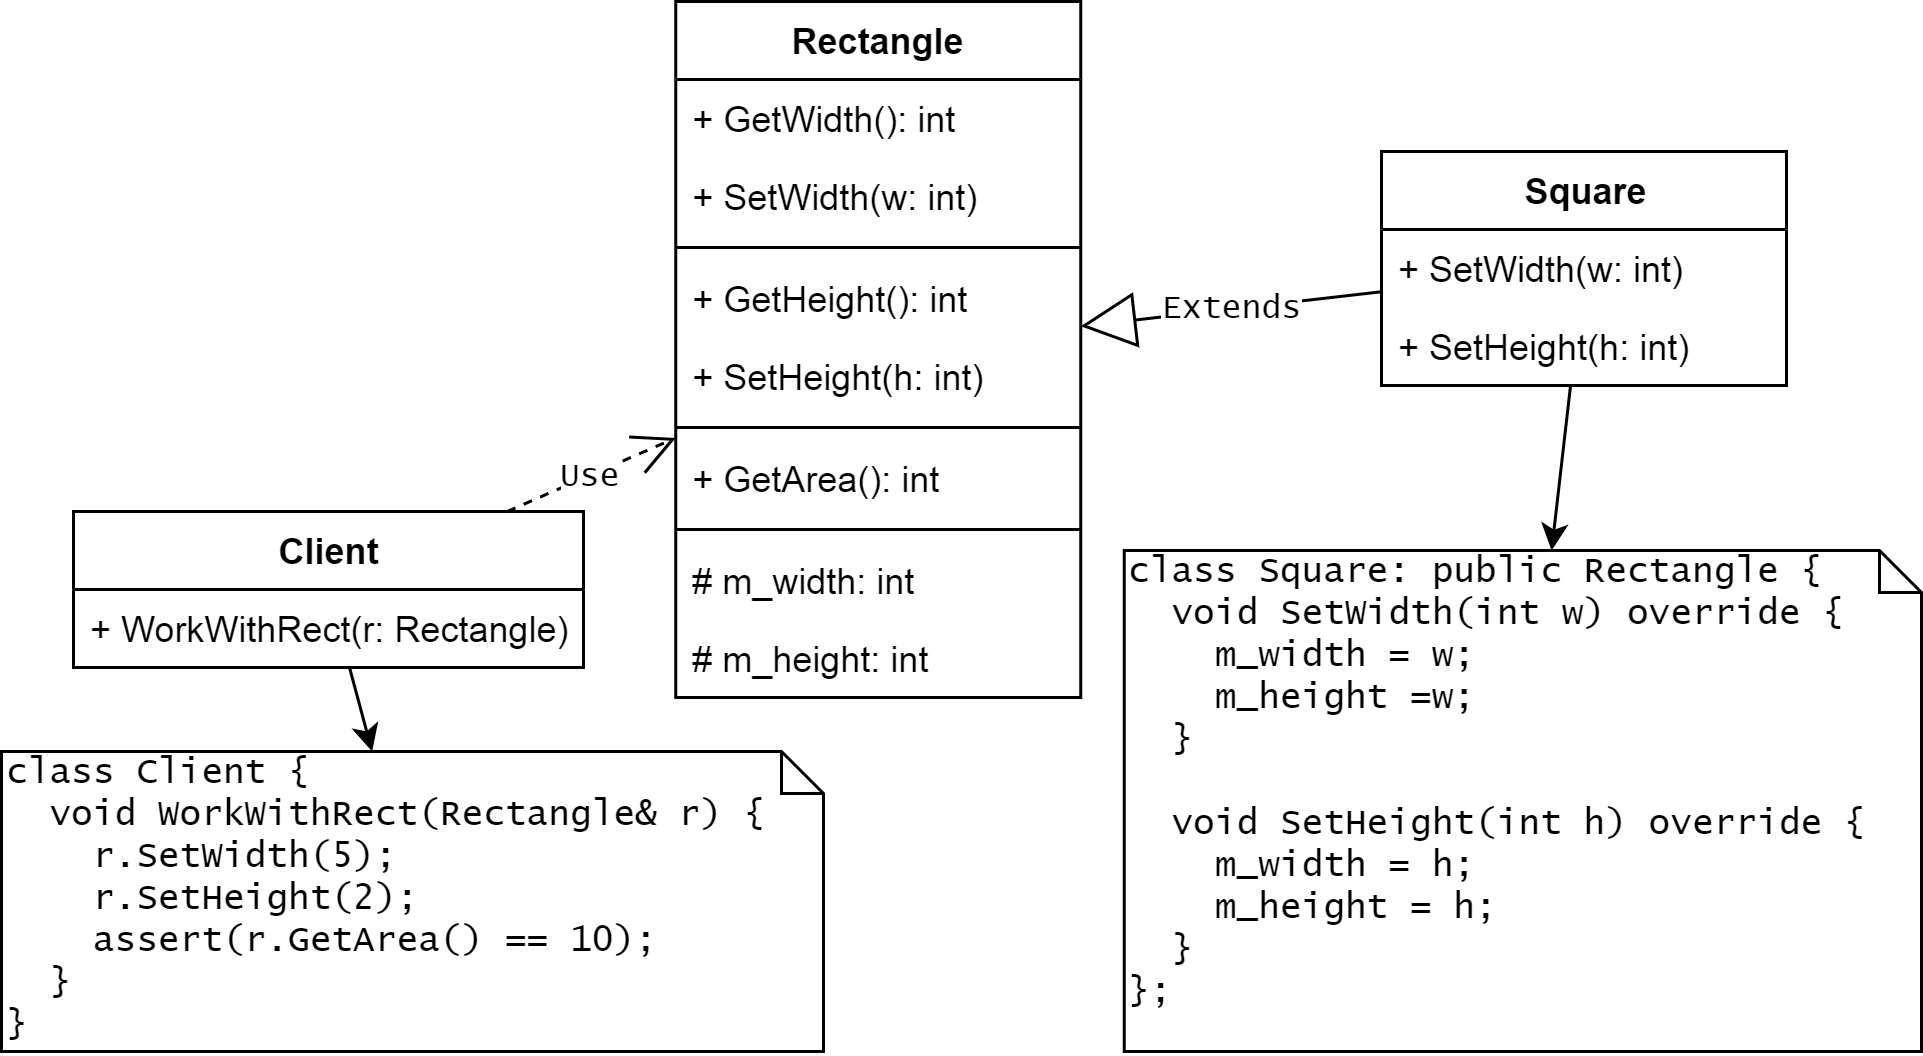 Rectangle
+ GetWidth(): int
+ SetWidth(w: int)
+ GetHeight(): int
+ SetHeight(h: int)
+ GetArea(): int
# m_width: int
# m_height: int
Extends
Square
+ SetWidth(w: int)
+ SetHeight(h: int)
Use
Client
+ WorkWithRect(r: Rectangle)
class Client {
  void WorkWithRect(Rectangle& r) {
    r.SetWidth(5);
    r.SetHeight(2);
    assert(r.GetArea() == 10);
  }
}
class Square: public Rectangle {
  void SetWidth(int w) override {
    m_width = w;
    m_height =w;
  }
  void SetHeight(int h) override {
    m_width = h;
    m_height = h;
  }
};